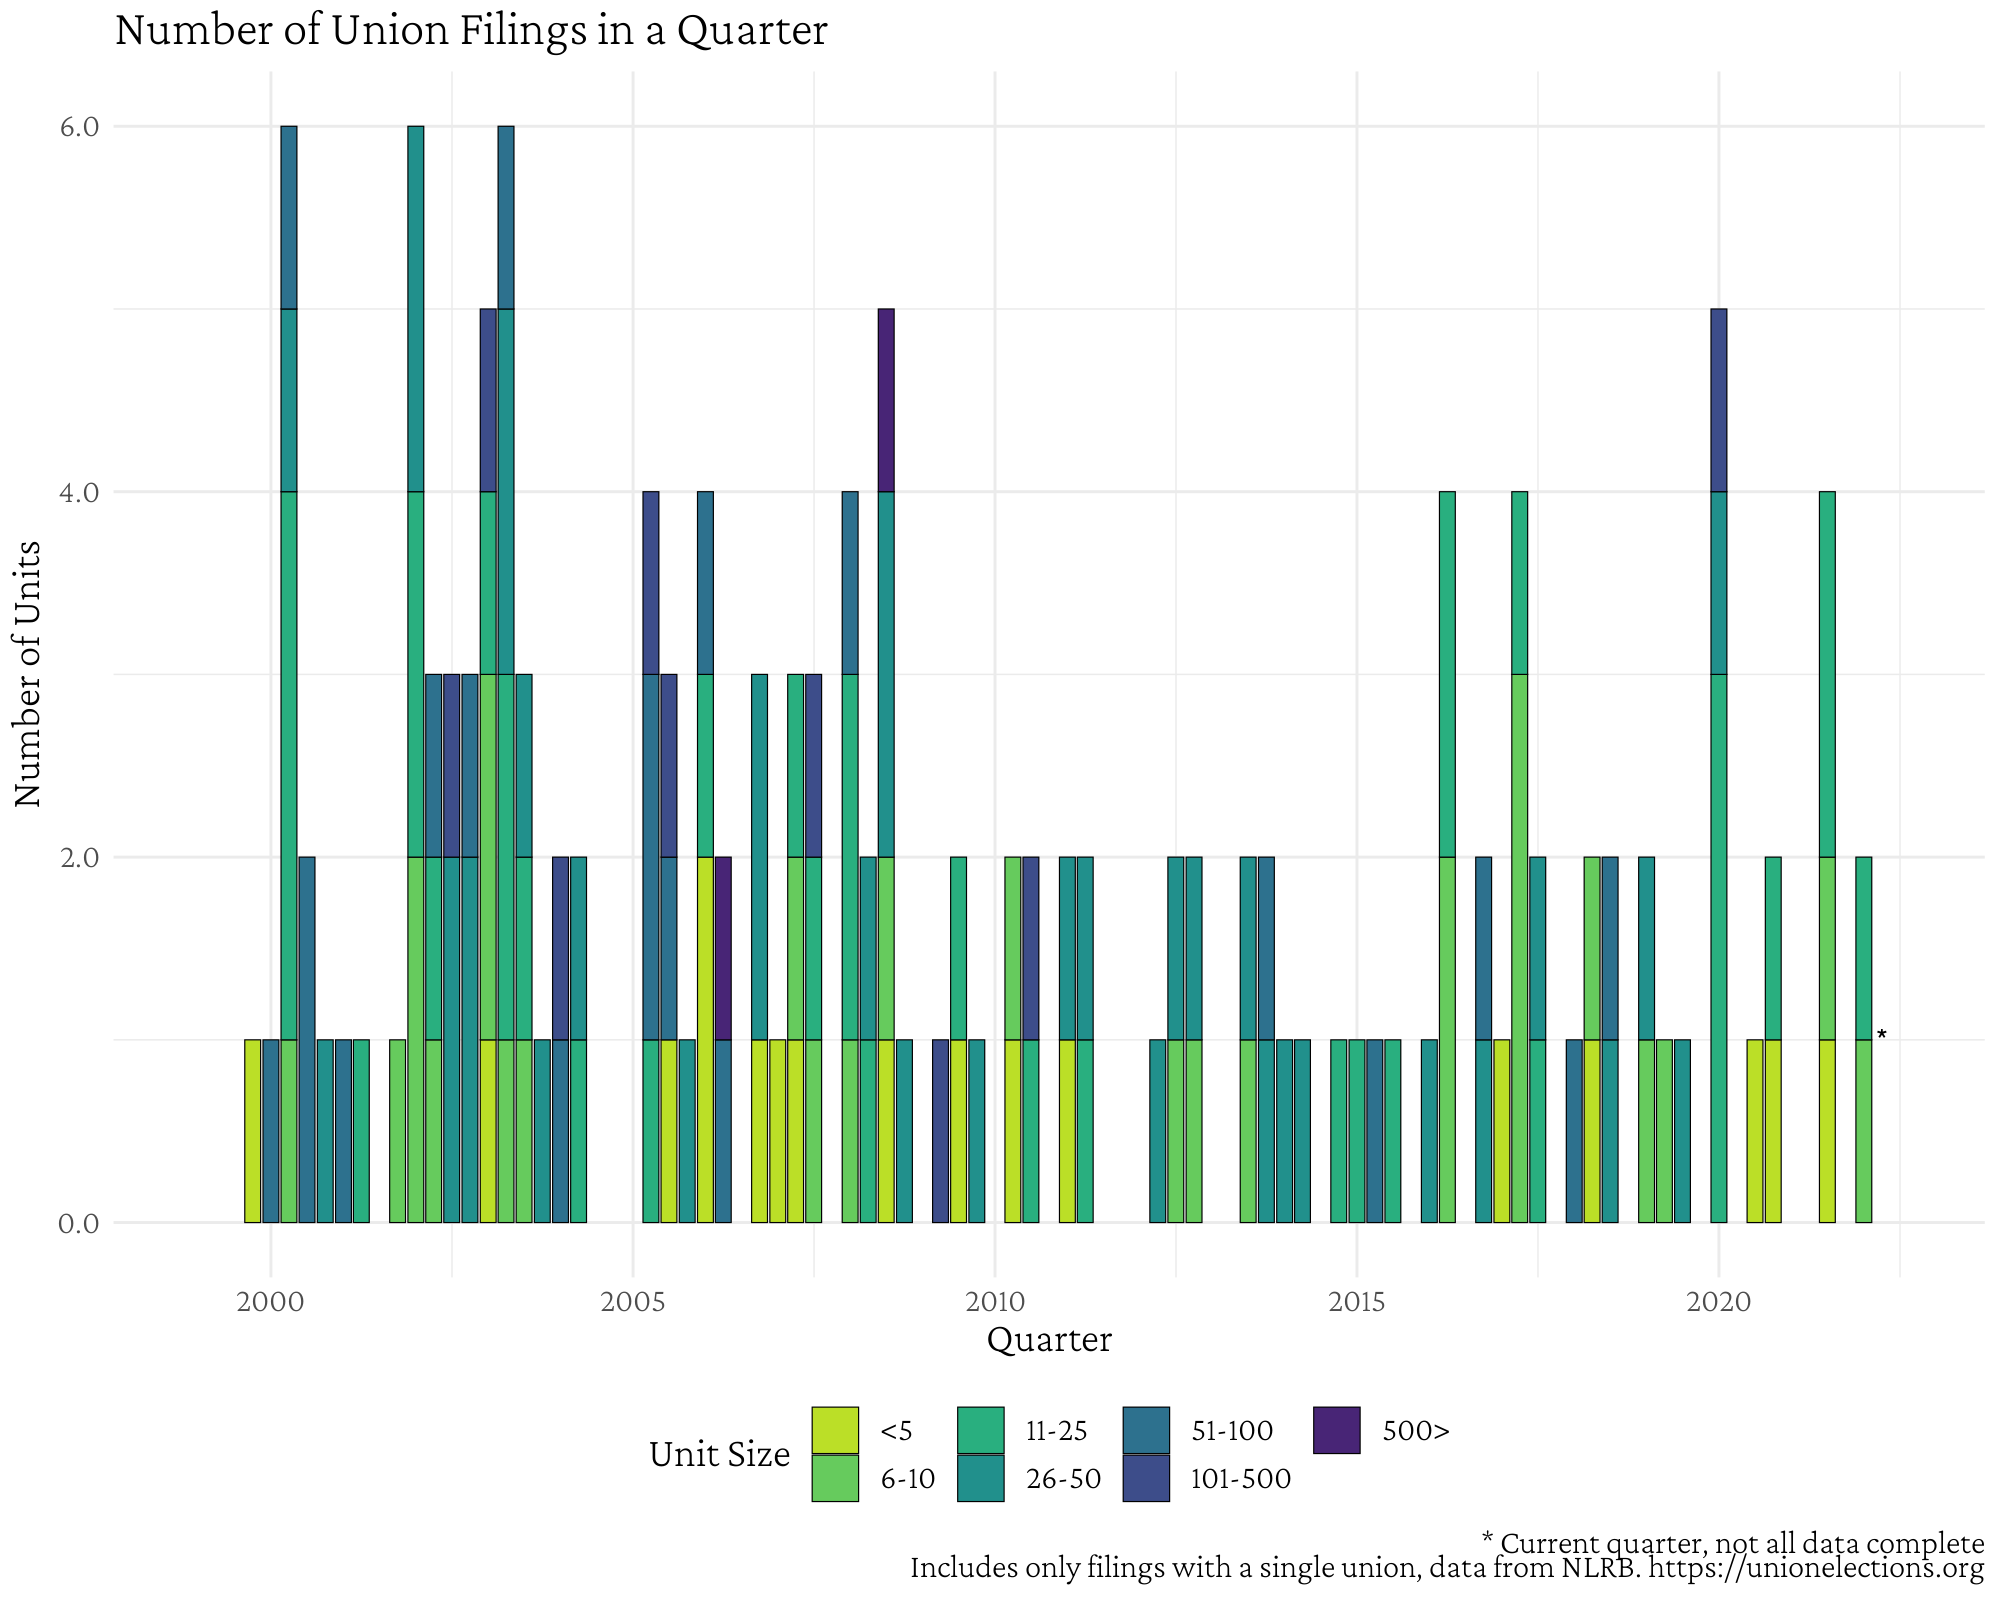 Number of Union Filings in a Quarter
6.0
4.0
2.0
0.0
Number of Units
*
2000 2005 2010 2015 2020
Quarter
Unit Size
<5 11-25 51-100 500>
6-10 26-50 101-500
* Current quarter, not all data complete
Includes only filings with a single union, data from NLRB. https://unionelections.org